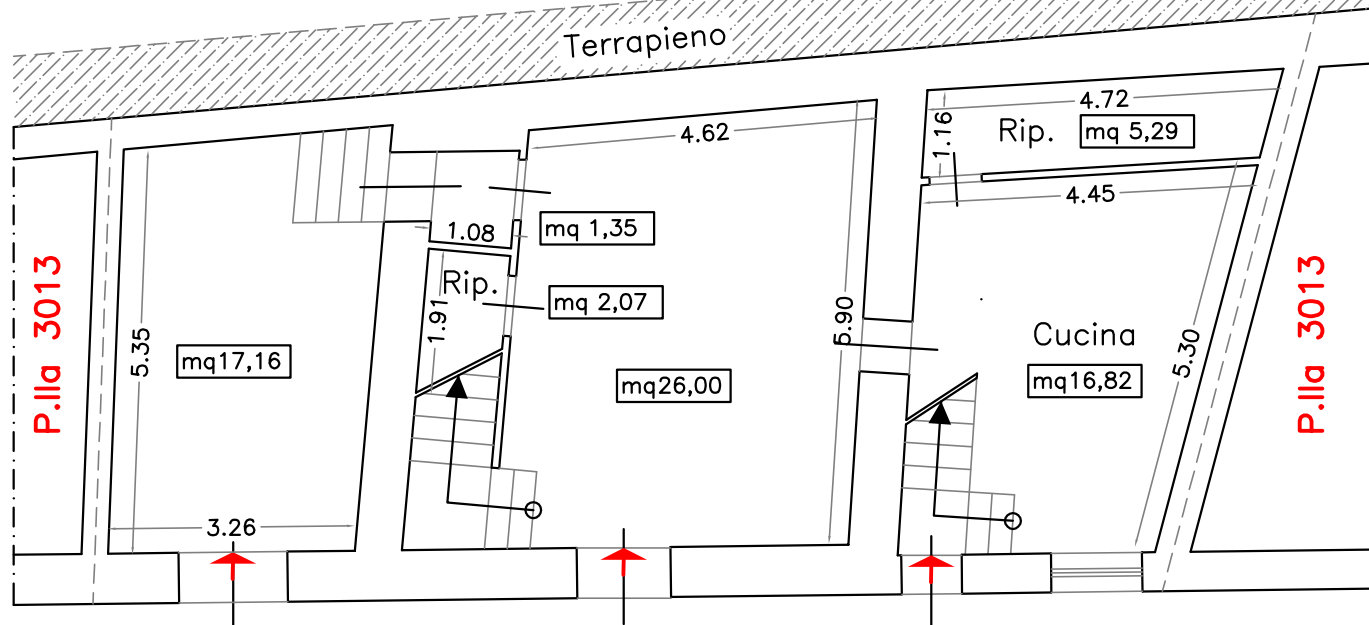 Terrapieno
4.72
1.16
Rip.
mq 5,29
4.62
4.45
mq 1,35
1.08
P.lla 3013
Rip.
mq 2,07
1.91
5.90
Cucina
5.35
mq17,16
mq26,00
mq16,82
5.30
P.lla 3013
3.26